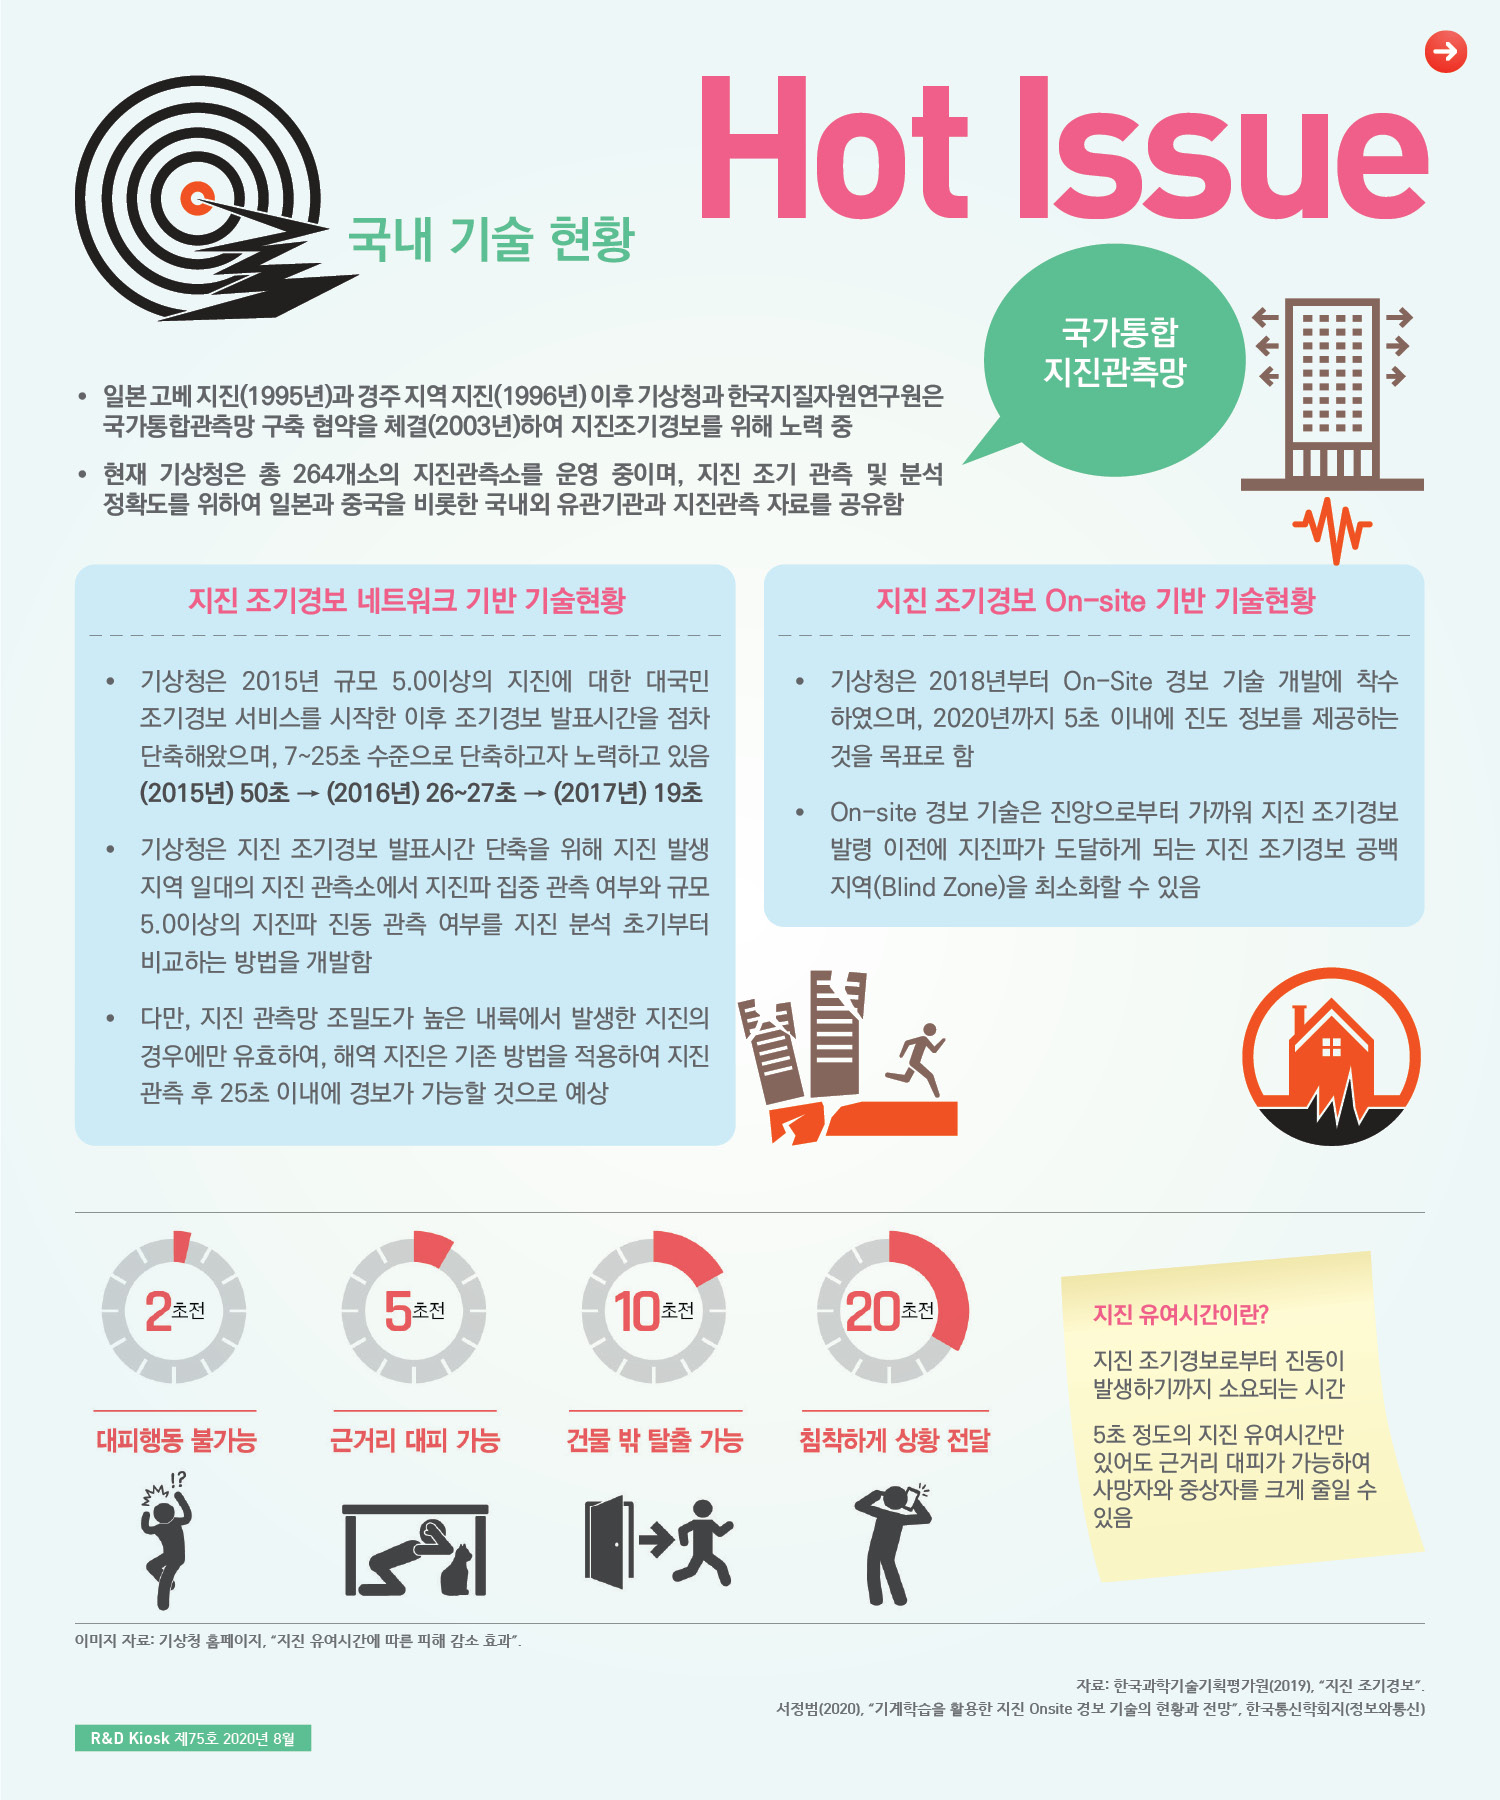 Hot Issue
국내 기술 현황
국가통합
지진관측망
• 일본 고베 지진(1995년)과 경주 지역 지진(1996년) 이후 기상청과 한국지질자원연구원은
국가통합관측망 구축 협약을 체결(2003년)하여 지진조기경보를 위해 노력 중
• 현재 기상청은 총 264개소의 지진관측소를 운영 중이며, 지진 조기 관측 및 분석
정확도를 위하여 일본과 중국을 비롯한 국내외 유관기관과 지진관측 자료를 공유함
지진 조기경보 네트워크 기반 기술현황
• 기상청은 2015년 규모 5.0이상의 지진에 대한 대국민
조기경보 서비스를 시작한 이후 조기경보 발표시간을 점차
단축해왔으며, 7~25초 수준으로 단축하고자 노력하고 있음
(2015년) 50초 → (2016년) 26~27초 → (2017년) 19초
• 기상청은 지진 조기경보 발표시간 단축을 위해 지진 발생
지역 일대의 지진 관측소에서 지진파 집중 관측 여부와 규모
5.0이상의 지진파 진동 관측 여부를 지진 분석 초기부터
비교하는 방법을 개발함
• 다만, 지진 관측망 조밀도가 높은 내륙에서 발생한 지진의
경우에만 유효하여, 해역 지진은 기존 방법을 적용하여 지진
관측 후 25초 이내에 경보가 가능할 것으로 예상
지진 조기경보 On-site 기반 기술현황
• 기상청은 2018년부터 On-Site 경보 기술 개발에 착수
하였으며, 2020년까지 5초 이내에 진도 정보를 제공하는
것을 목표로 함
• On-site 경보 기술은 진앙으로부터 가까워 지진 조기경보
발령 이전에 지진파가 도달하게 되는 지진 조기경보 공백
지역(Blind Zone)을 최소화할 수 있음
2초전
대피행동 불가능
!?
5초전
근거리 대피 가능
10초전
건물 밖 탈출 가능
20초전
침착하게 상황 전달
지진 유여시간이란?
지진 조기경보로부터 진동이
발생하기까지 소요되는 시간
5초 정도의 지진 유여시간만
있어도 근거리 대피가 가능하여
사망자와 중상자를 크게 줄일 수
있음
이미지 자료: 기상청 홈페이지, “지진 유여시간에 따른 피해 감소 효과”.
자료: 한국과학기술기획평가원(2019), “지진 조기경보”.
서정범(2020), “기계학습을 활용한 지진 Onsite 경보 기술의 현황과 전망”, 한국통신학회지(정보와통신)
R&D Kiosk 제75호 2020년 8월